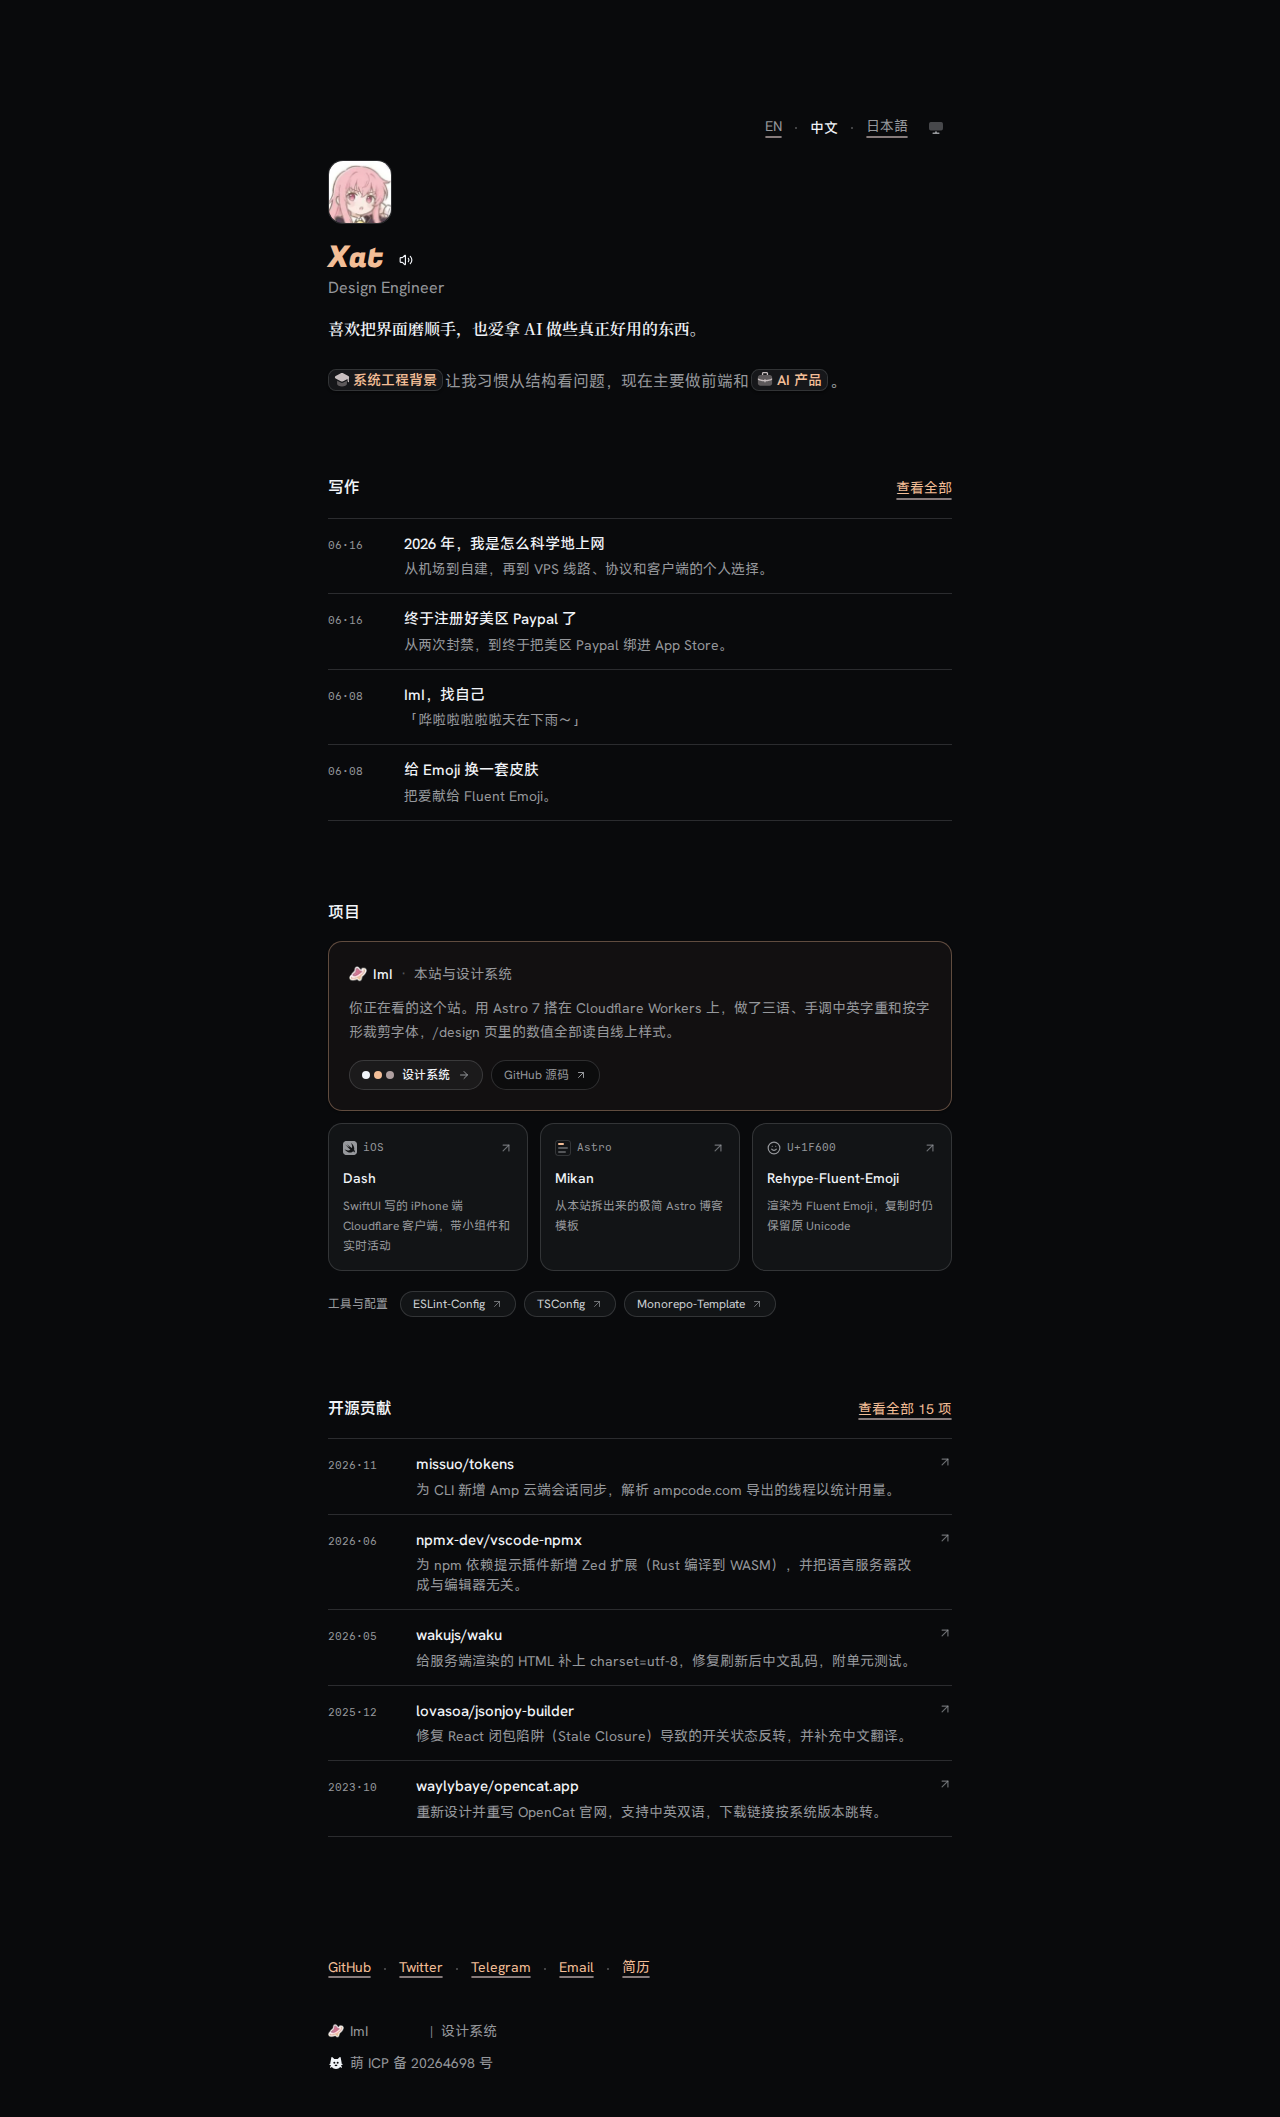 EN · 中文 · 日本語
Xat
Design Engineer
喜欢把界面磨顺手，也爱拿 AI 做些真正好用的东西。
系统工程背景 让我习惯从结构看问题，现在主要做前端和 AI 产品 。
写作 查看全部
06·16 2026 年，我是怎么科学地上网
从机场到自建，再到 VPS 线路、协议和客户端的个人选择。
06·16 终于注册好美区 Paypal 了
从两次封禁，到终于把美区 Paypal 绑进 App Store。
06·08 ImI，找自己
「哗啦啦啦啦啦天在下雨～」
06·08 给 Emoji 换一套皮肤
把爱献给 Fluent Emoji。
项目
ImI · 本站与设计系统
你正在看的这个站。用 Astro 7 搭在 Cloudflare Workers 上，做了三语、手调中英字重和按字
形裁剪字体，/design 页里的数值全部读自线上样式。
设计系统 GitHub 源码
iOS
Dash
SwiftUI 写的 iPhone 端
Cloudflare 客户端，带小组件和
实时活动
Astro
Mikan
从本站拆出来的极简 Astro 博客
模板
U+1F600
Rehype-Fluent-Emoji
渲染为 Fluent Emoji，复制时仍
保留原 Unicode
工具与配置 ESLint-Config TSConfig Monorepo-Template
开源贡献 查看全部 15 项
2026·11 missuo/tokens
为 CLI 新增 Amp 云端会话同步，解析 ampcode.com 导出的线程以统计用量。
2026·06 npmx-dev/vscode-npmx
为 npm 依赖提示插件新增 Zed 扩展（Rust 编译到 WASM），并把语言服务器改
成与编辑器无关。
2026·05 wakujs/waku
给服务端渲染的 HTML 补上 charset=utf-8，修复刷新后中文乱码，附单元测试。
2025·12 lovasoa/jsonjoy-builder
修复 React 闭包陷阱（Stale Closure）导致的开关状态反转，并补充中文翻译。
2023·10 waylybaye/opencat.app
重新设计并重写 OpenCat 官网，支持中英双语，下载链接按系统版本跳转。
GitHub · Twitter · Telegram · Email · 简历
ImI | 设计系统
萌 ICP 备 20264698 号